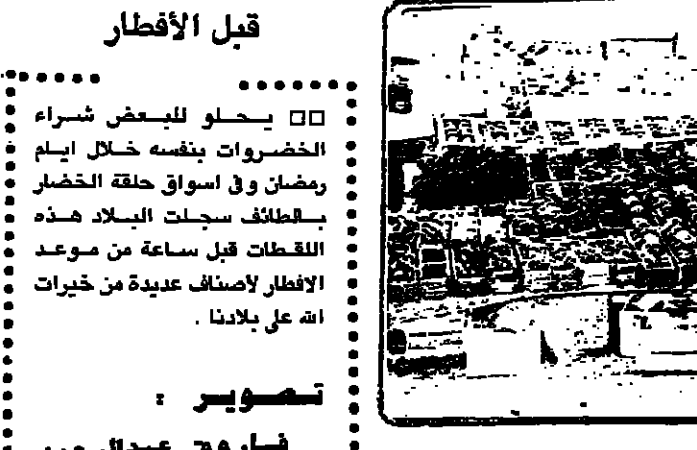 قبل الأفطار
□□ يحلو للبعض شراء
الخضروات بنفسه خلال ايام
رمضان وفي اسواق حلقة الخضار
بالطائف سجلت البلاد هذه
اللقطات قبل ساعة من موعد
الافطار لأصناف عديدة من خيرات
الله على بلادنا .
تصوير :
فاروق